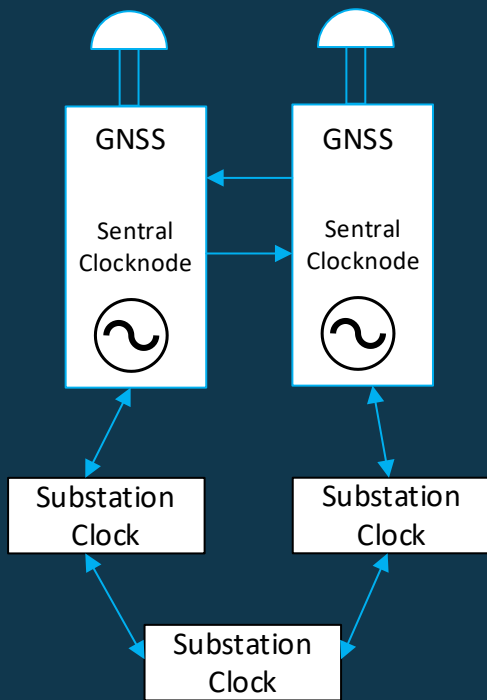 GNSS
Sentral
Clocknode
GNSS
Sentral
Clocknode
Substation
Clock
Substation
Clock
Substation
Clock